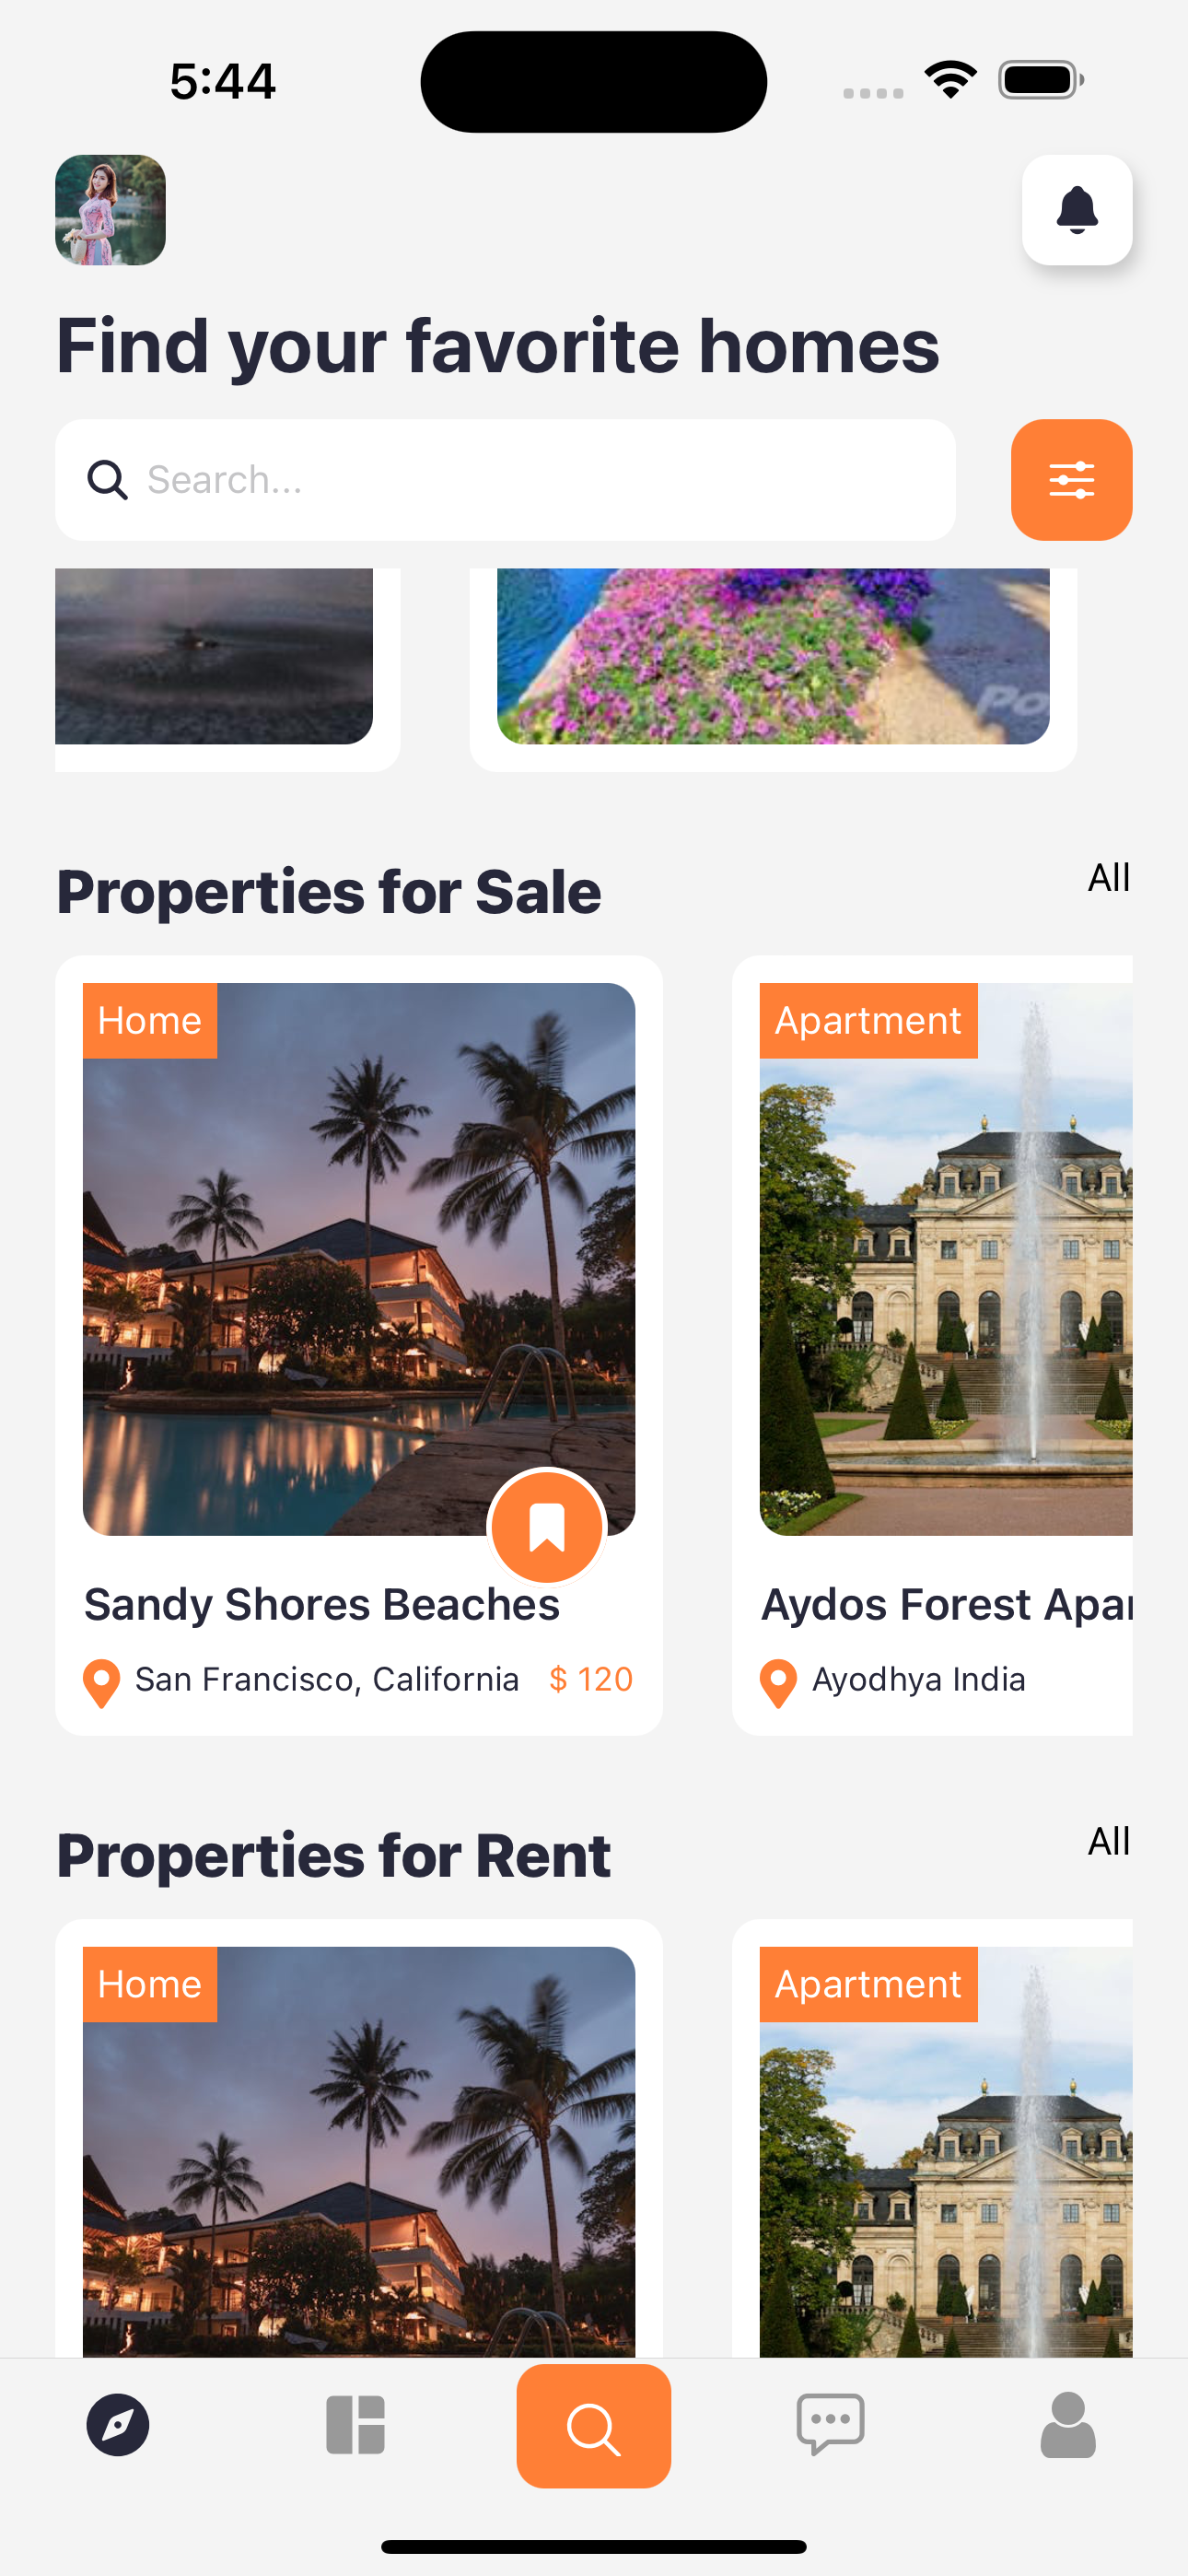 5:44
Find your favorite homes
Search...
Po
Properties for Sale
All
Home
Apartment
Sandy Shores Beaches
Aydos Forest Apar
San Francisco, California
$ 120
Ayodhya India
Properties for Rent
All
Home
Apartment